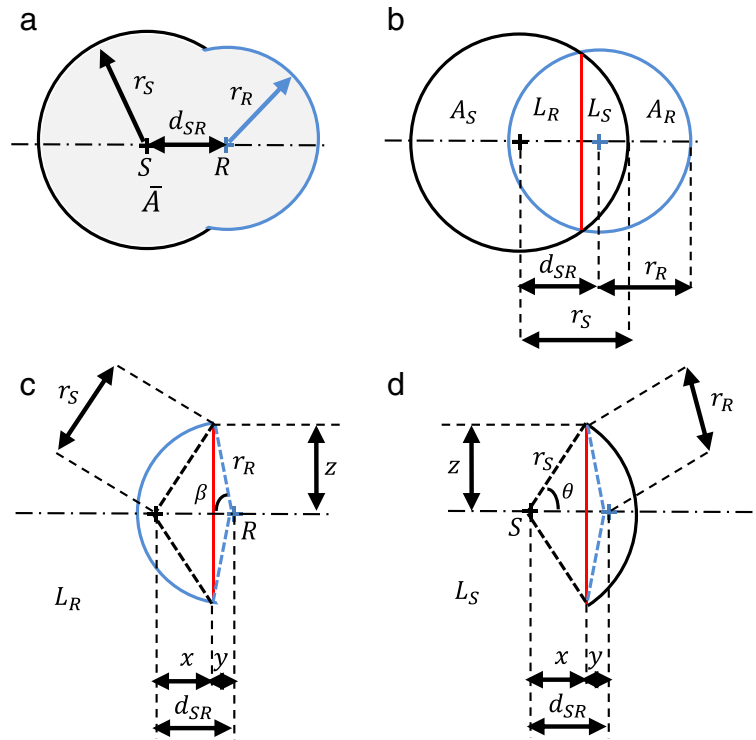 a
r_S
r_R
d_SR
S
R
Ā
b
A_S
L_R
L_S
A_R
d_SR
r_R
r_S
c
r_S
r_R
z
β
R
L_R
x
y
d_SR
d
r_R
z
r_S
θ
S
L_S
x
y
d_SR